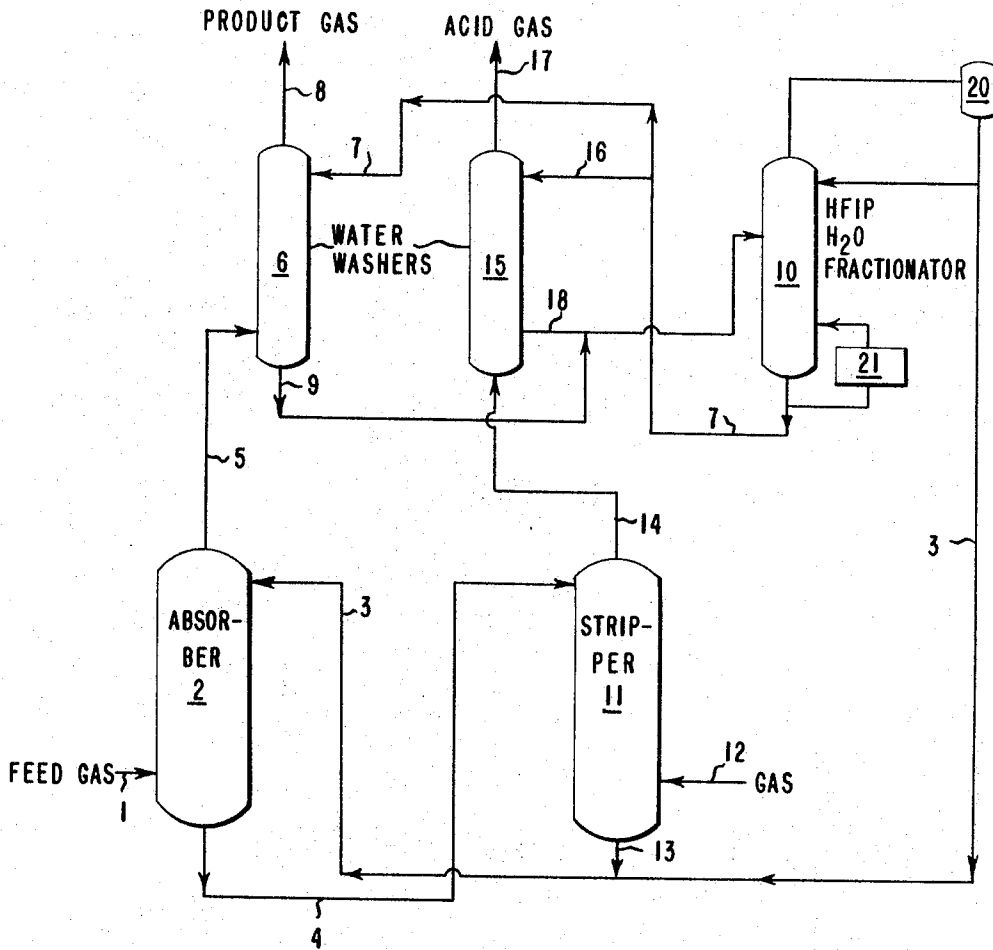 PRODUCT GAS
ACID GAS
8
17
20
7
16
WATER
WASHERS
6
15
10
HFIP
H2O
FRACTIONATOR
18
21
9
7
5
14
3
3
ABSOR-
BER
2
STRIP-
PER
11
FEED GAS
1
12
GAS
13
4